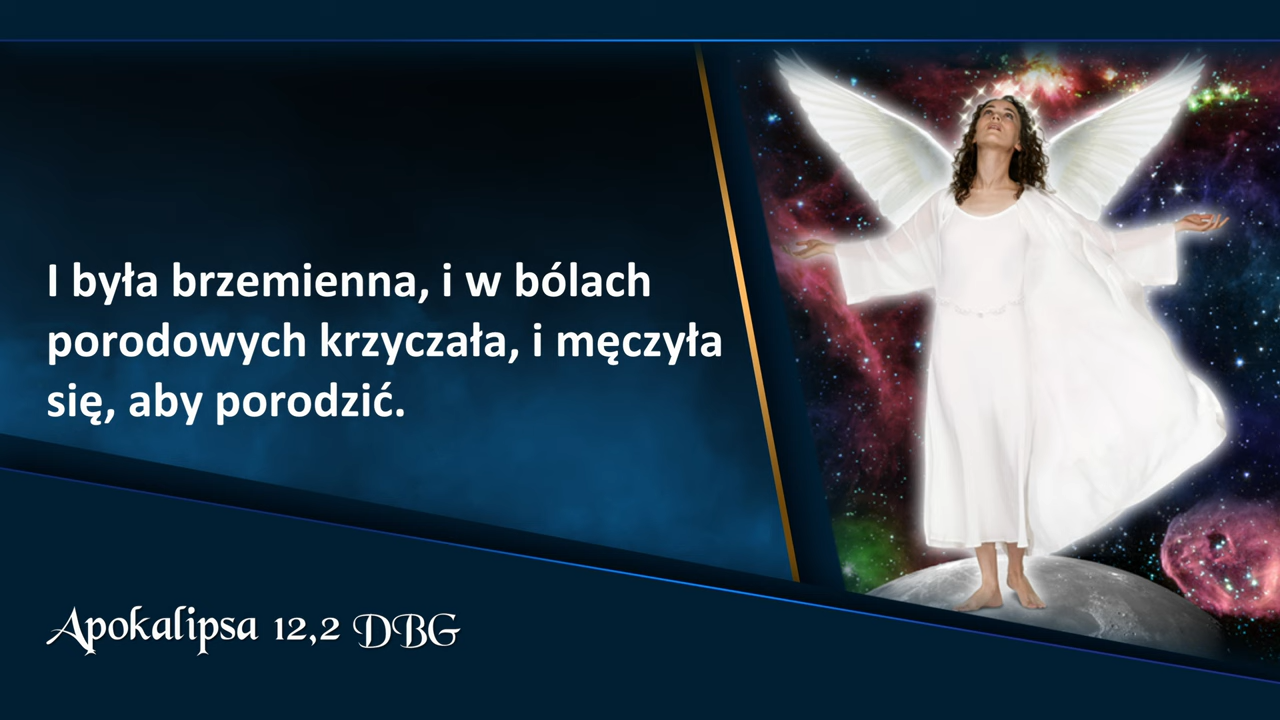 I była brzemienna, i w bólach
porodowych krzyczała, i męczyła
się, aby porodzić.
Apokalipsa 12,2 DBG